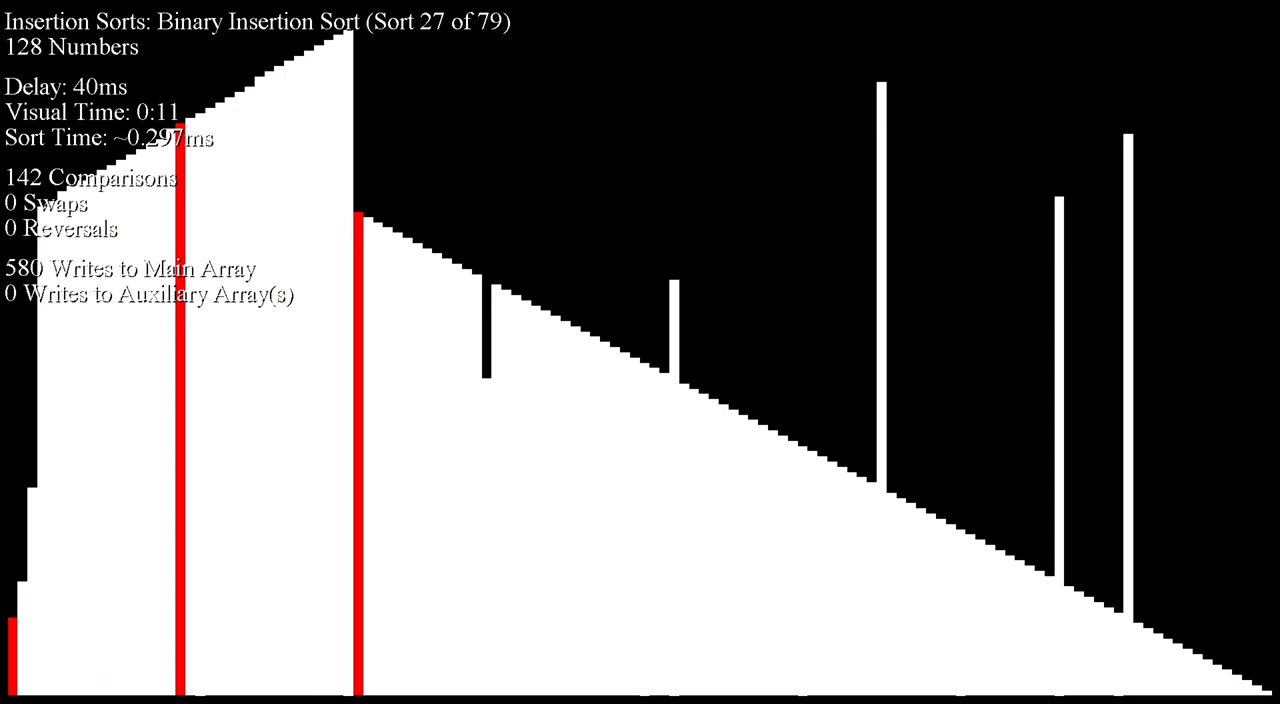 Insertion Sorts: Binary Insertion Sort (Sort 27 of 79)
128 Numbers
Delay: 40ms
Visual Time: 0:11
Sort Time: ~0.297ms
142 Comparisons
0 Swaps
0 Reversals
580 Writes to Main Array
0 Writes to Auxiliary Array(s)